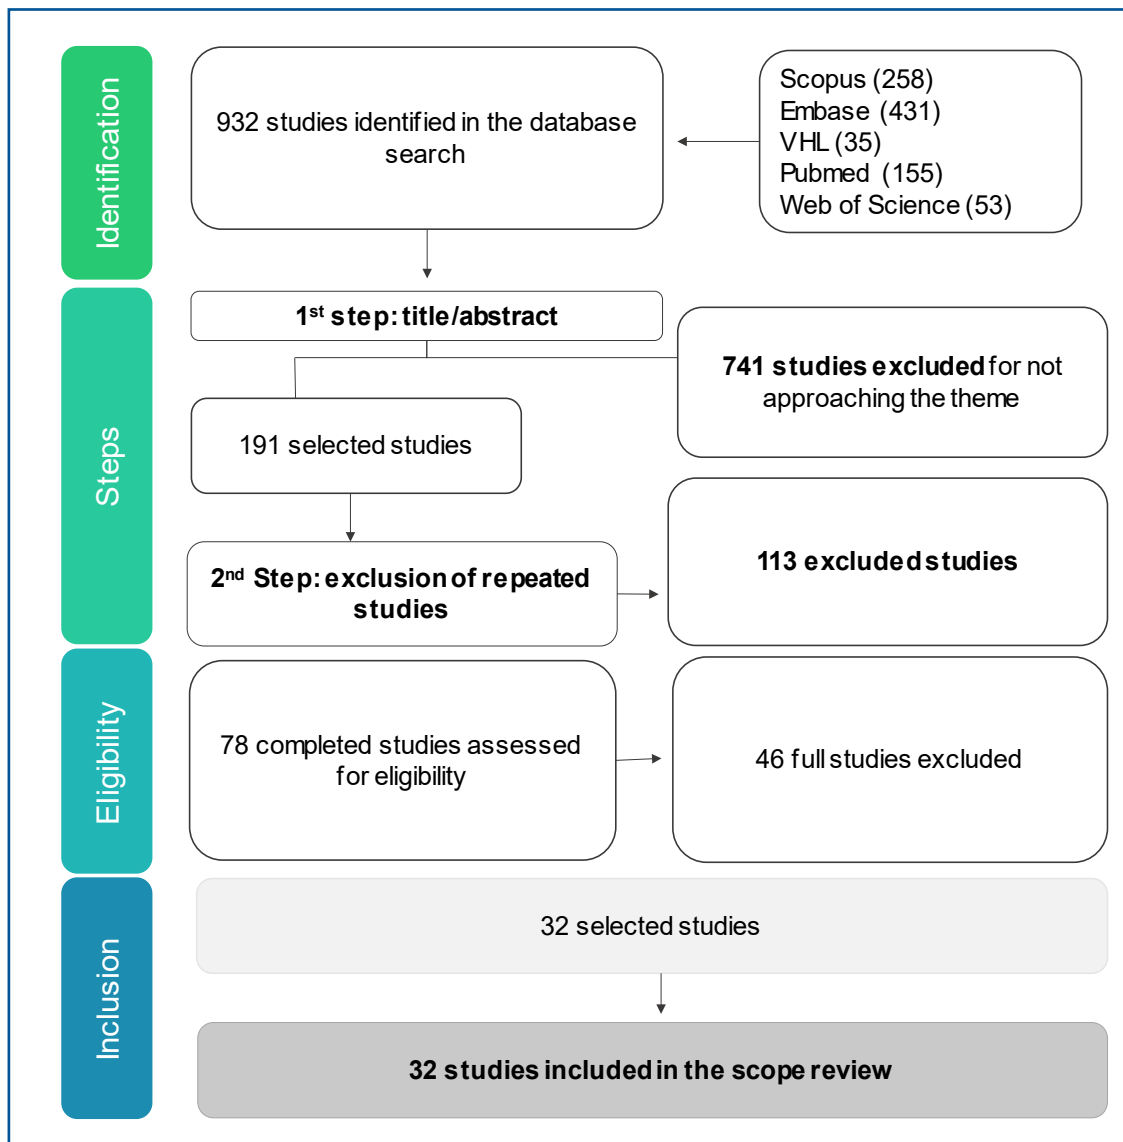 Identification
932 studies identified in the database
search
Scopus (258)
Embase (431)
VHL (35)
Pubmed (155)
Web of Science (53)
Steps
1st step: title/abstract
741 studies excluded for not
approaching the theme
191 selected studies
2nd Step: exclusion of repeated
studies
113 excluded studies
Eligibility
78 completed studies assessed
for eligibility
46 full studies excluded
Inclusion
32 selected studies
32 studies included in the scope review